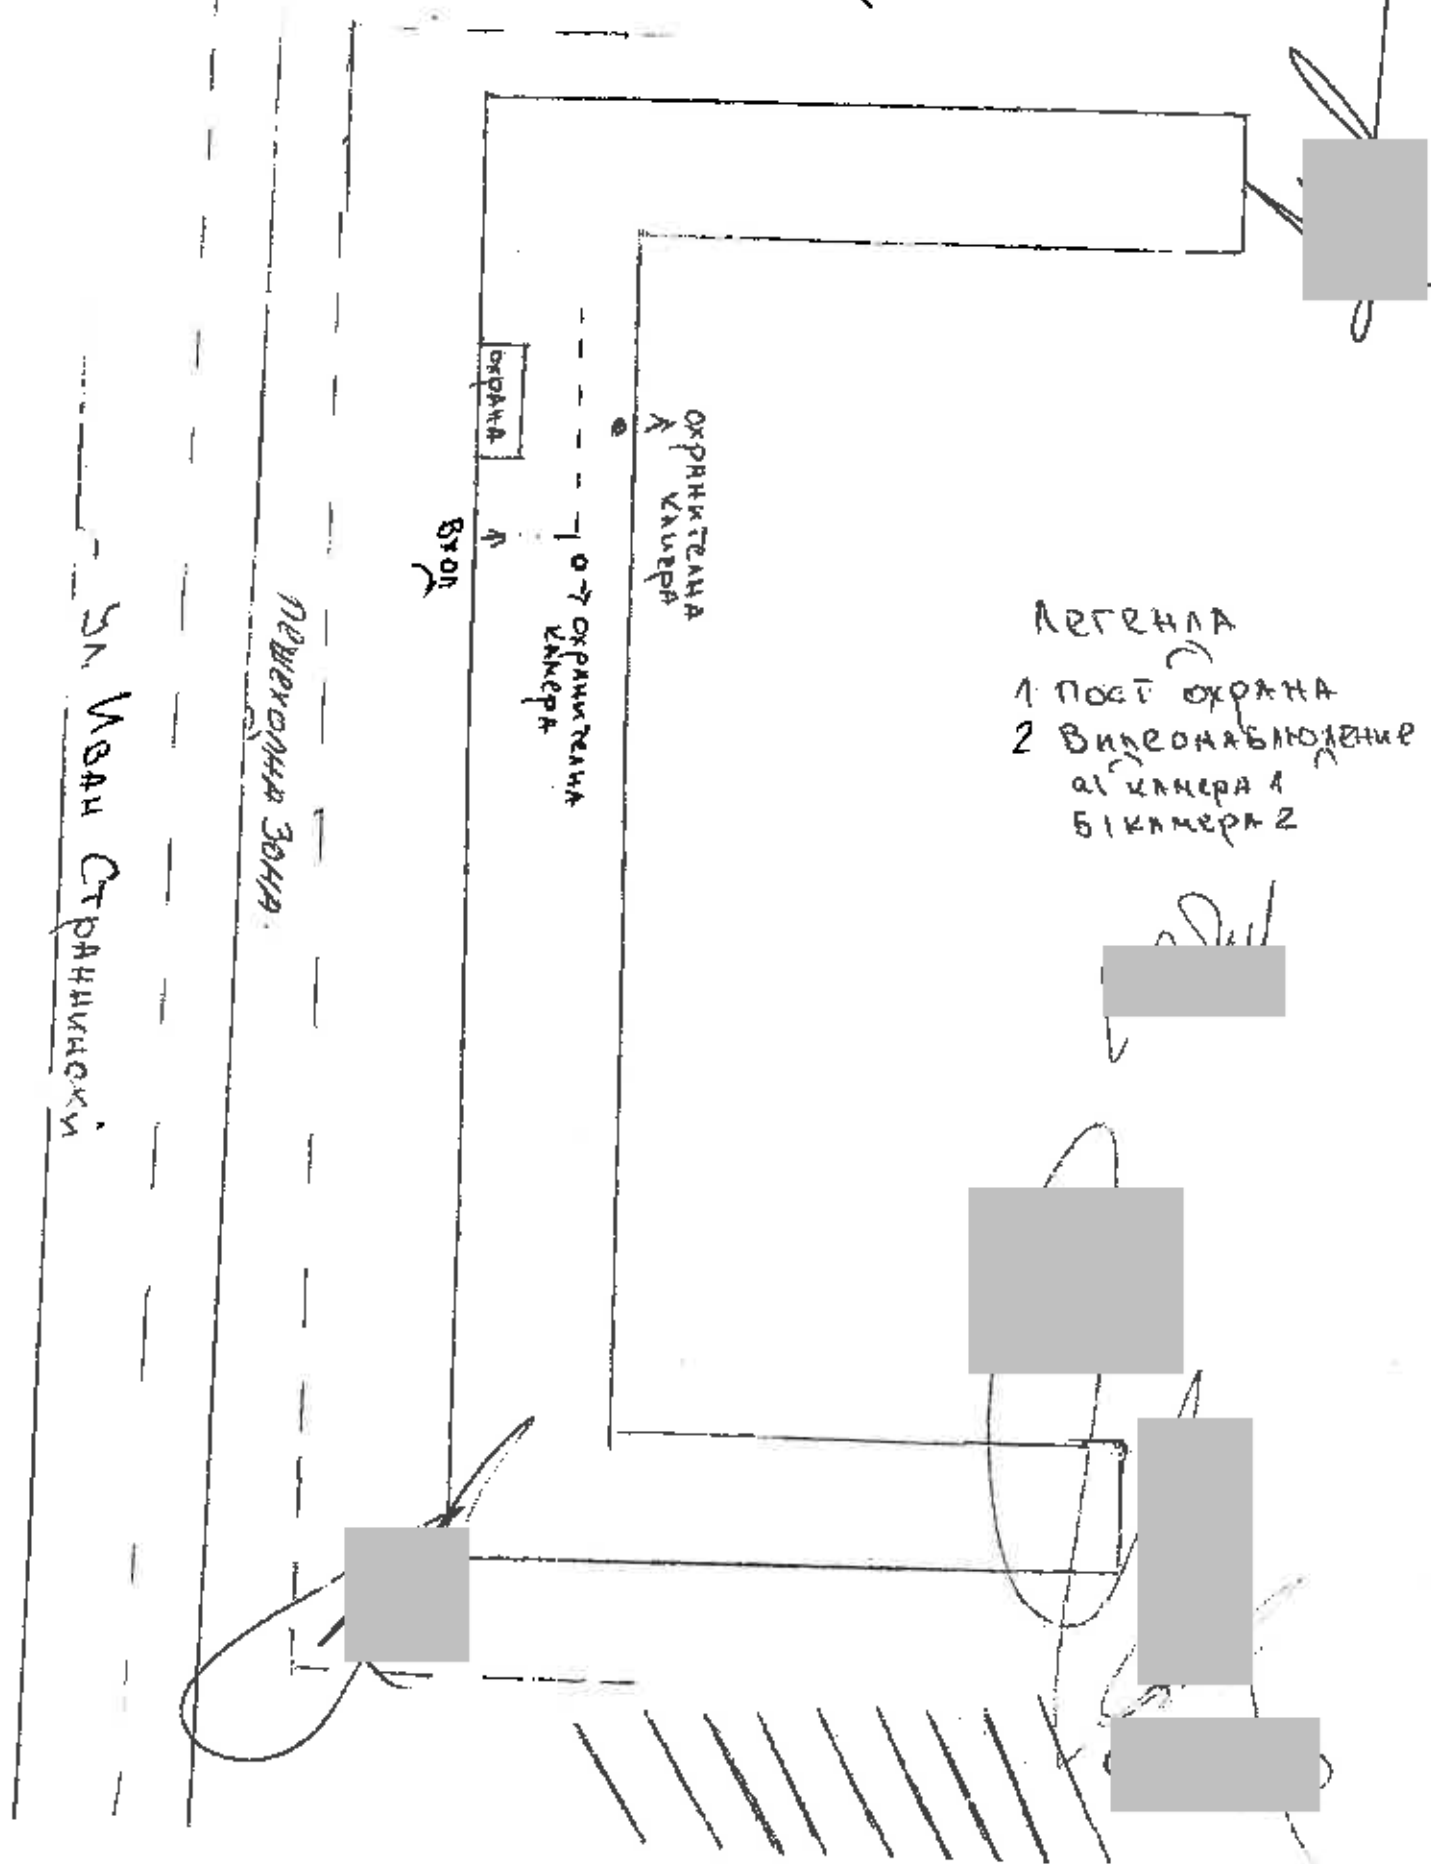 ул. Иван Странински
пешеходна зона.
охрана
Вход
охранителна
камера
охранителна
камера
Легенда
1 пост охрана
2 Видеонаблюдение
а) камера 1
б) камера 2